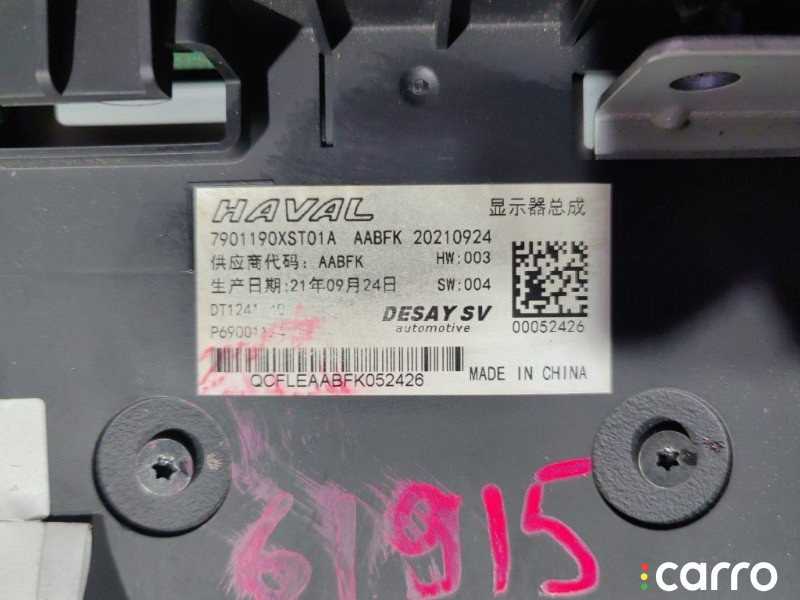 HAVAL 显示器总成
7901190XST01A AABFK 20210924
供应商代码: AABFK HW:003
生产日期:21年09月24日 SW:004
DESAY SV
automotive
00052426
QCFLEAABFK052426
MADE IN CHINA
61915
carro